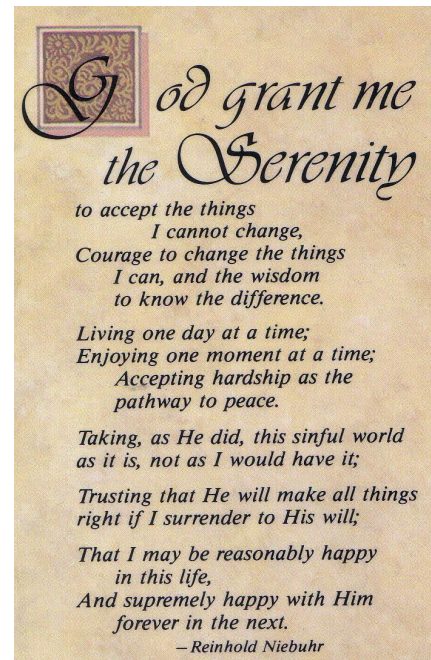 God grant me
the Serenity
to accept the things
I cannot change,
Courage to change the things
I can, and the wisdom
to know the difference.
Living one day at a time;
Enjoying one moment at a time;
Accepting hardship as the
pathway to peace.
Taking, as He did, this sinful world
as it is, not as I would have it;
Trusting that He will make all things
right if I surrender to His will;
That I may be reasonably happy
in this life,
And supremely happy with Him
forever in the next.
—Reinhold Niebuhr